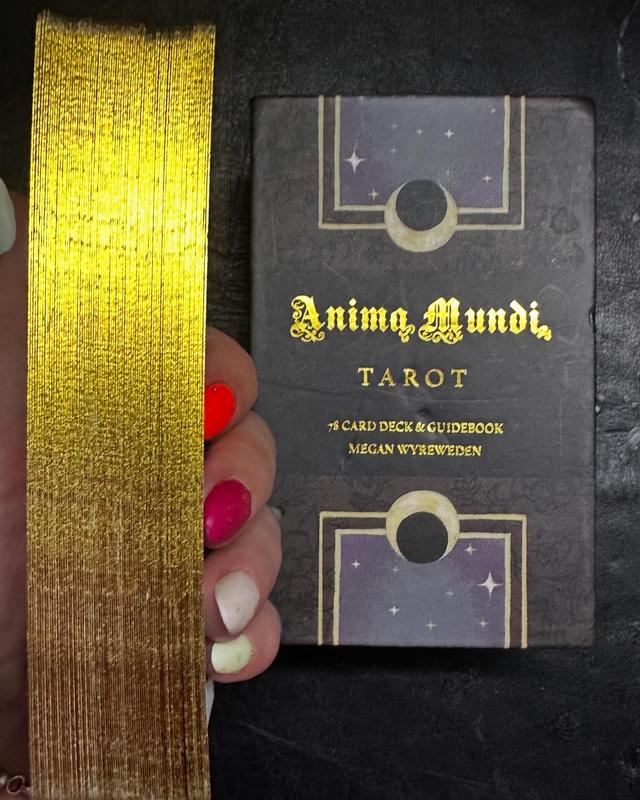 Anima Mundi
TAROT
78 CARD DECK & GUIDEBOOK
MEGAN WYREWEDEN